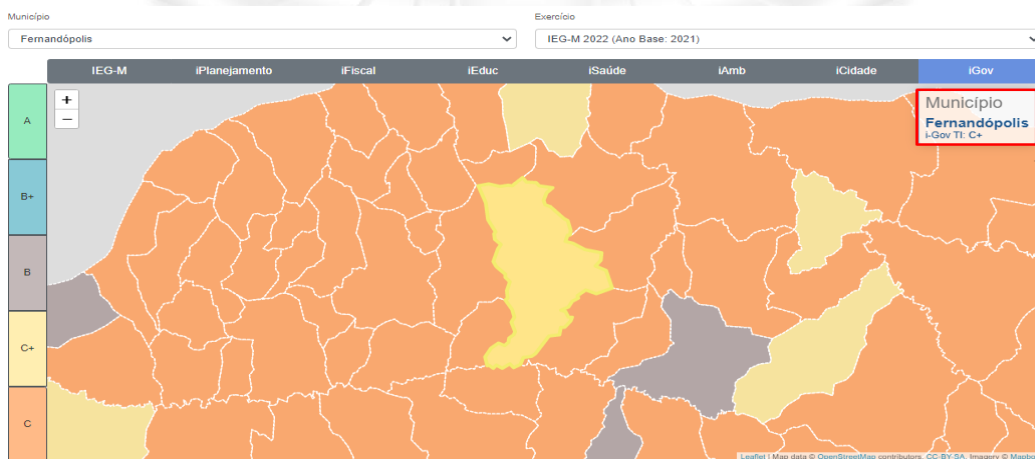 Município
Exercício
Fernandópolis
IEG-M 2022 (Ano Base: 2021)
IEG-M iPlanejamento iFiscal iEduc iSaúde iAmb iCidade iGov
A
B+
B
C+
C
+
−
Município
Fernandópolis
i-Gov TI: C+
Leaflet | Map data © OpenStreetMap contributors, CC-BY-SA, Imagery © Mapbox